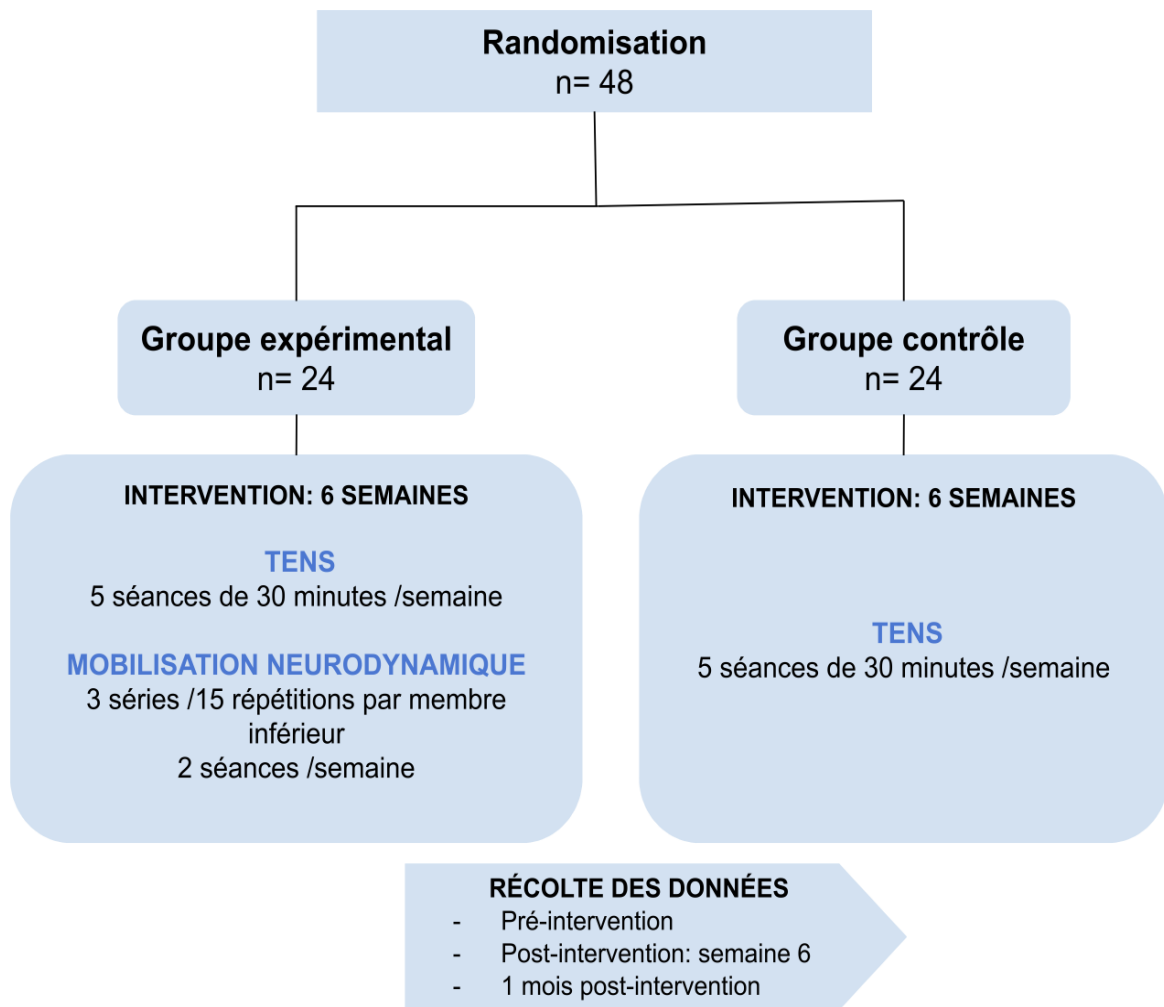 Randomisation
n= 48
Groupe expérimental
n= 24
Groupe contrôle
n= 24
INTERVENTION: 6 SEMAINES
TENS
5 séances de 30 minutes /semaine
MOBILISATION NEURODYNAMIQUE
3 séries /15 répétitions par membre
inférieur
2 séances /semaine
INTERVENTION: 6 SEMAINES
TENS
5 séances de 30 minutes /semaine
RÉCOLTE DES DONNÉES
- Pré-intervention
- Post-intervention: semaine 6
- 1 mois post-intervention